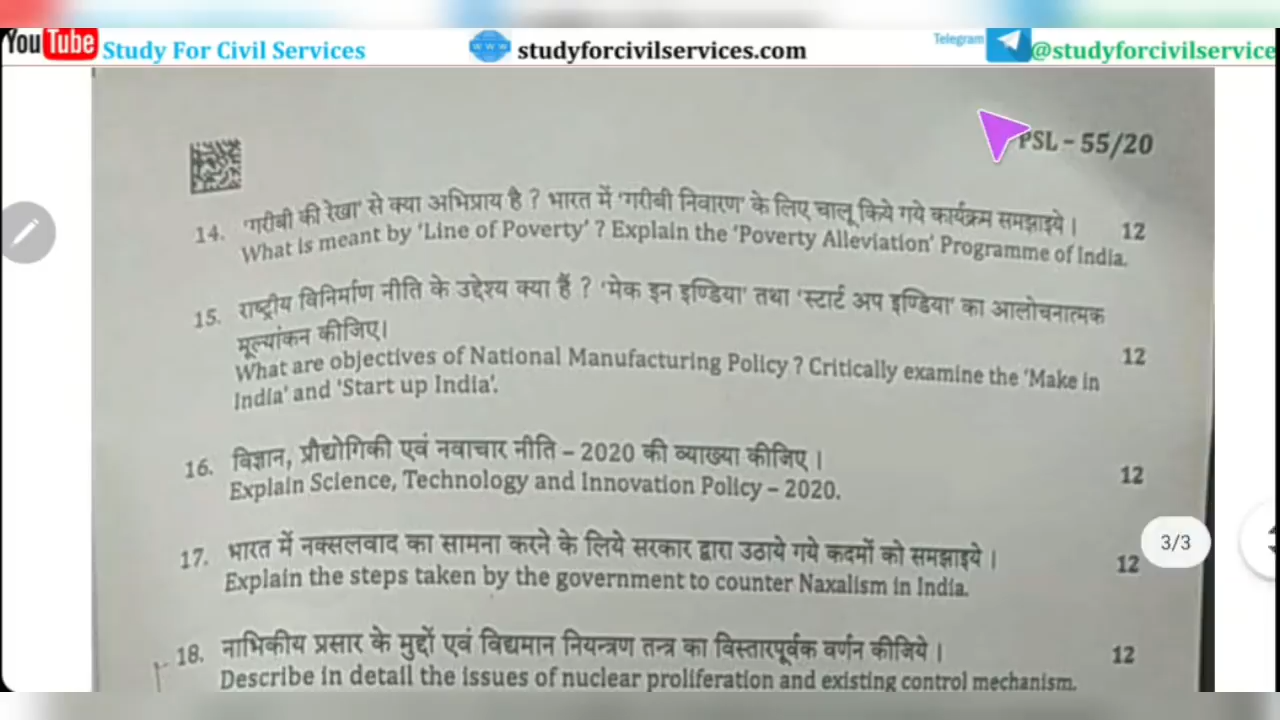 YouTube Study For Civil Services
www studyforcivilservices.com
Telegram @studyforcivilservice
PSL - 55/20
14. 'गरीबी की रेखा' से क्या अभिप्राय है ? भारत में 'गरीबी निवारण' के लिए चालू किये गये कार्यक्रम समझाइये । 12
What is meant by 'Line of Poverty' ? Explain the 'Poverty Alleviation' Programme of India.
15. राष्ट्रीय विनिर्माण नीति के उद्देश्य क्या हैं ? 'मेक इन इण्डिया' तथा 'स्टार्ट अप इण्डिया' का आलोचनात्मक
मूल्यांकन कीजिए। 12
What are objectives of National Manufacturing Policy ? Critically examine the 'Make in
India' and 'Start up India'.
16. विज्ञान, प्रौद्योगिकी एवं नवाचार नीति – 2020 की व्याख्या कीजिए ।
Explain Science, Technology and Innovation Policy – 2020. 12
17. भारत में नक्सलवाद का सामना करने के लिये सरकार द्वारा उठाये गये कदमों को समझाइये । 12
Explain the steps taken by the government to counter Naxalism in India.
3/3
18. नाभिकीय प्रसार के मुद्दों एवं विद्यमान नियन्त्रण तन्त्र का विस्तारपूर्वक वर्णन कीजिये । 12
Describe in detail the issues of nuclear proliferation and existing control mechanism.